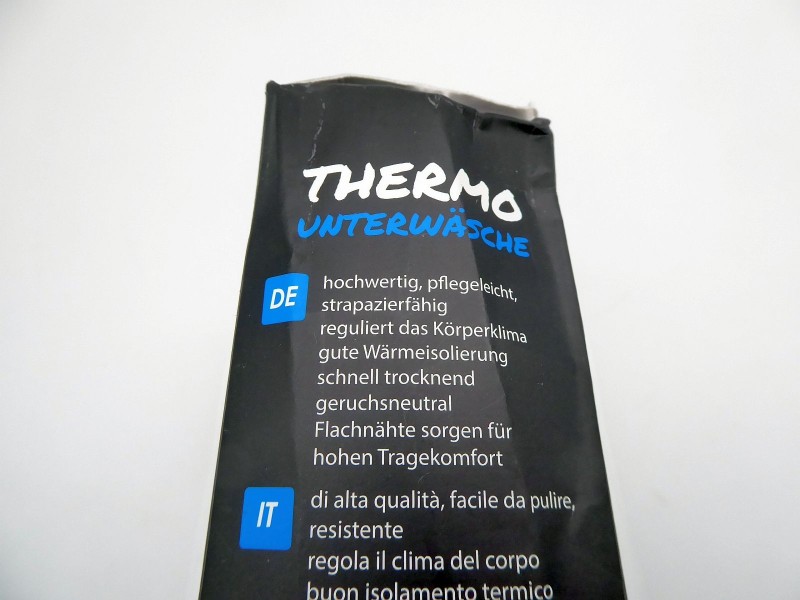 THERMO
UNTERWÄSCHE
DE
hochwertig, pflegeleicht,
strapazierfähig
reguliert das Körperklima
gute Wärmeisolierung
schnell trocknend
geruchsneutral
Flachnähte sorgen für
hohen Tragekomfort
IT
di alta qualità, facile da pulire,
resistente
regola il clima del corpo
buon isolamento termico